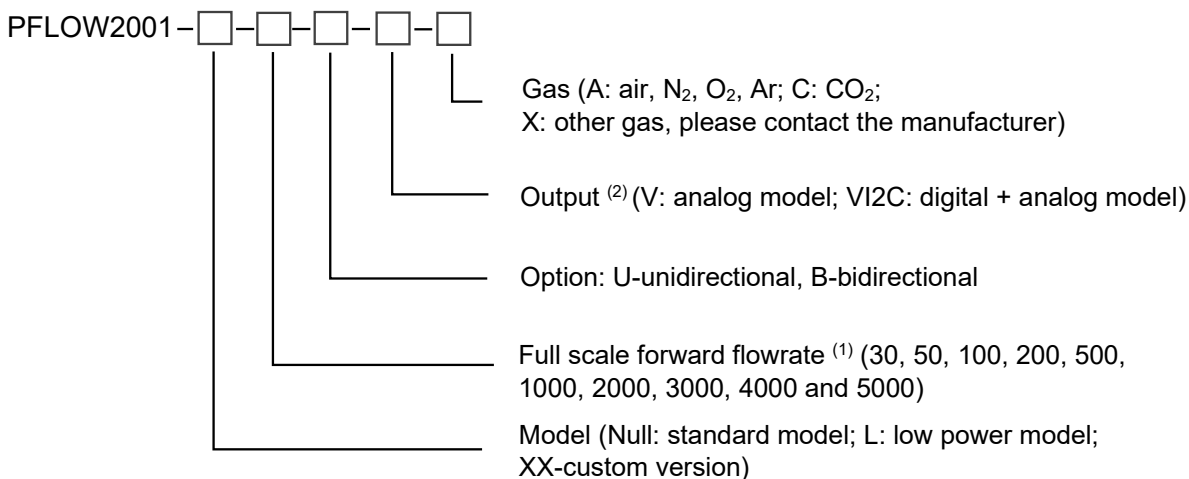 PFLOW2001–□–□–□–□–□
Gas (A: air, N₂, O₂, Ar; C: CO₂;
X: other gas, please contact the manufacturer)
Output ⁽²⁾ (V: analog model; VI2C: digital + analog model)
Option: U-unidirectional, B-bidirectional
Full scale forward flowrate ⁽¹⁾ (30, 50, 100, 200, 500,
1000, 2000, 3000, 4000 and 5000)
Model (Null: standard model; L: low power model;
XX-custom version)